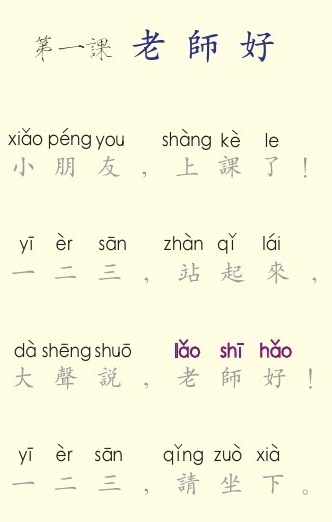 第一課 老師好
xiǎo péng you shàng kè le
小朋友，上課了！
yī èr sān zhàn qǐ lái
一二三，站起來，
dà shēng shuō lǎo shī hǎo
大聲說，老師好！
yī èr sān qǐng zuò xià
一二三，請坐下。